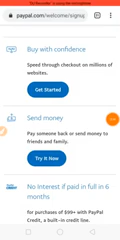 paypal.com/welcome/signup
Buy with confidence
Speed through checkout on millions of
websites.
Get Started
Send money
Pay someone back or send money to
friends and family.
Try It Now
No Interest if paid in full in 6
months
for purchases of $99+ with PayPal
Credit, a built-in credit line.